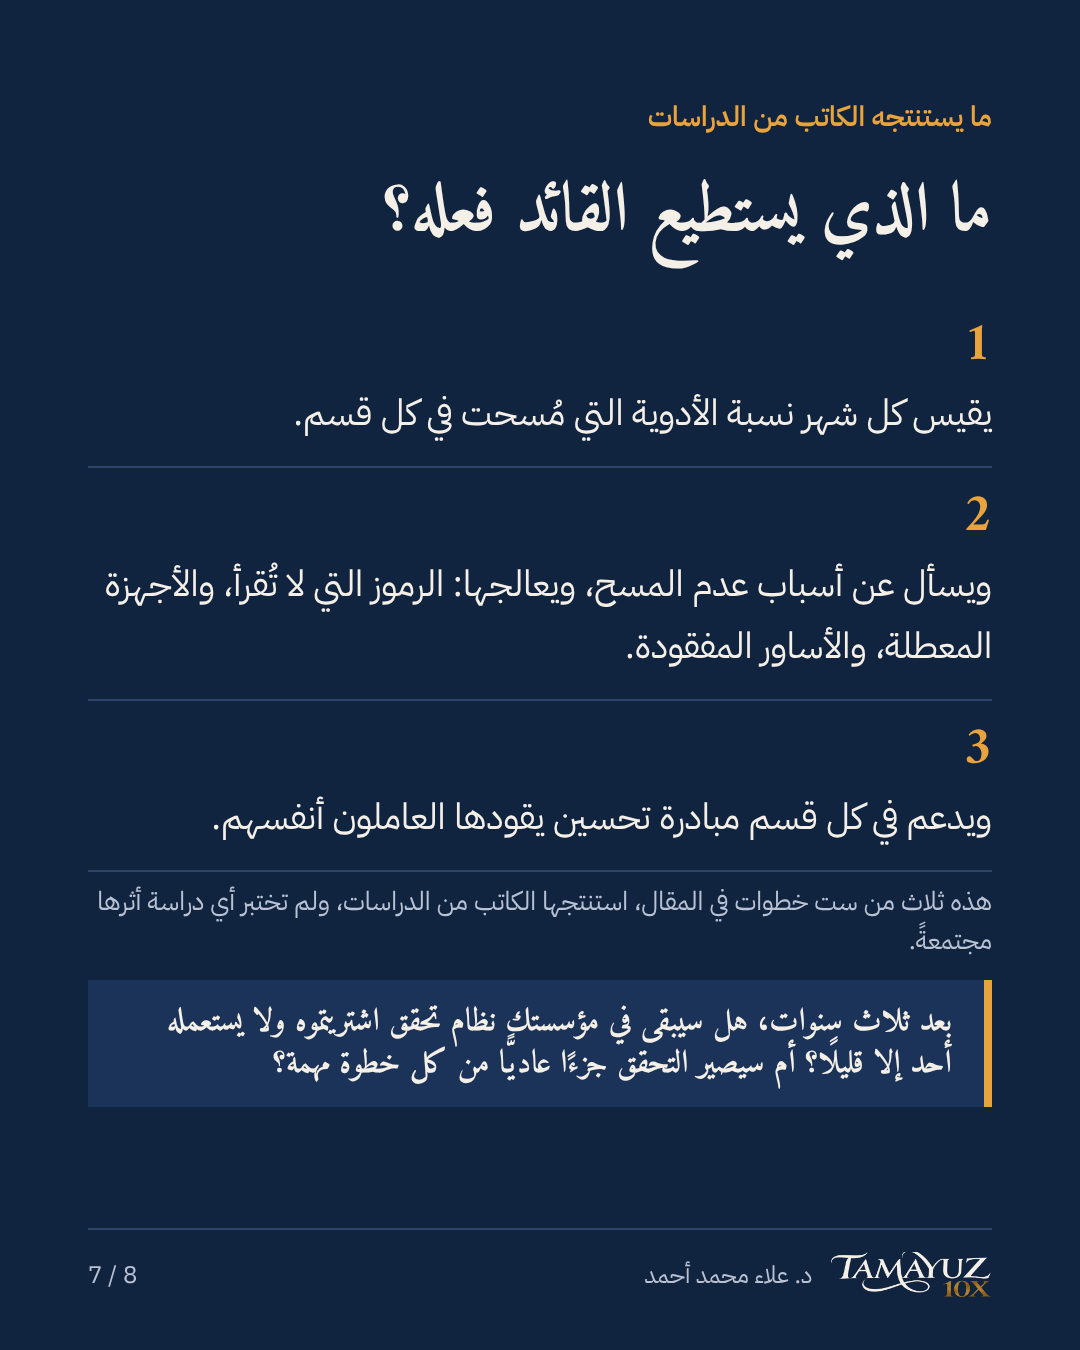 ما يستنتجه الكاتب من الدراسات
ما الذي يستطيع القائد فعله؟
1
يقيس كل شهر نسبة الأدوية التي مُسحت في كل قسم.
2
ويسأل عن أسباب عدم المسح، ويعالجها: الرموز التي لا تُقرأ، والأجهزة
المعطلة، والأساور المفقودة.
3
ويدعم في كل قسم مبادرة تحسين يقودها العاملون أنفسهم.
هذه ثلاث من ست خطوات في المقال، استنتجها الكاتب من الدراسات، ولم تختبر أي دراسة أثرها
مجتمعةً.
بعد ثلاث سنوات، هل سيبقى في مؤسستك نظام تحقق اشتريتموه ولا يستعمله
أحد إلا قليلًا؟ أم سيصير التحقق جزءًا عاديًّا من كل خطوة مهمة؟
TAMAYUZ
10X
د. علاء محمد أحمد
7 / 8